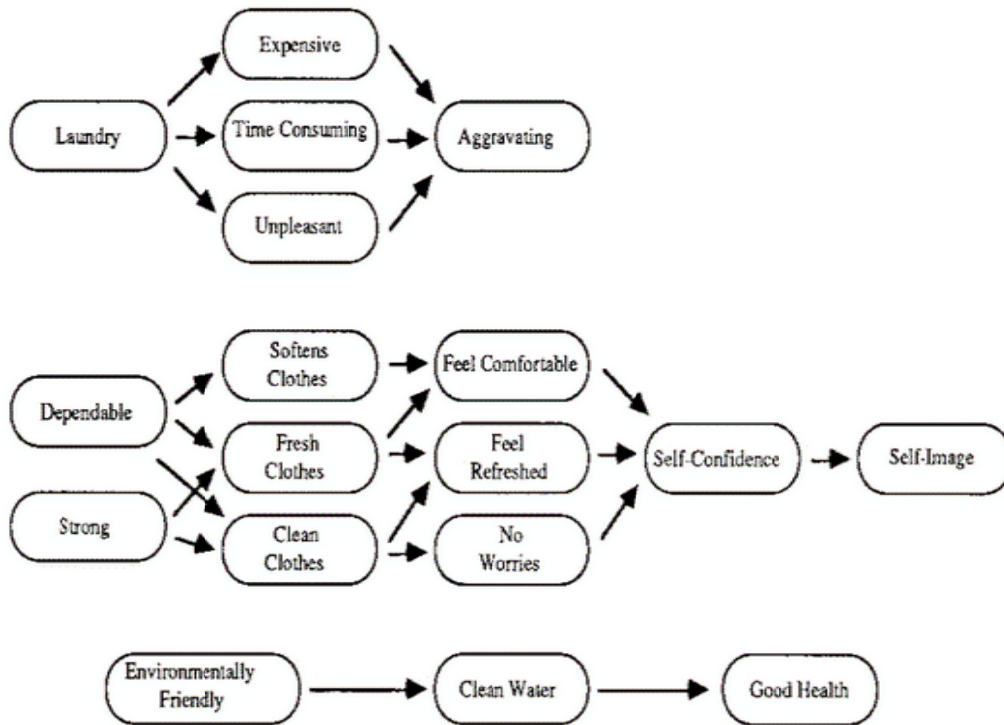 Expensive
Laundry
Time Consuming
Aggravating
Unpleasant
Softens
Clothes
Feel Comfortable
Dependable
Fresh
Clothes
Feel
Refreshed
Self-Confidence
Self-Image
Strong
Clean
Clothes
No
Worries
Environmentally
Friendly
Clean Water
Good Health